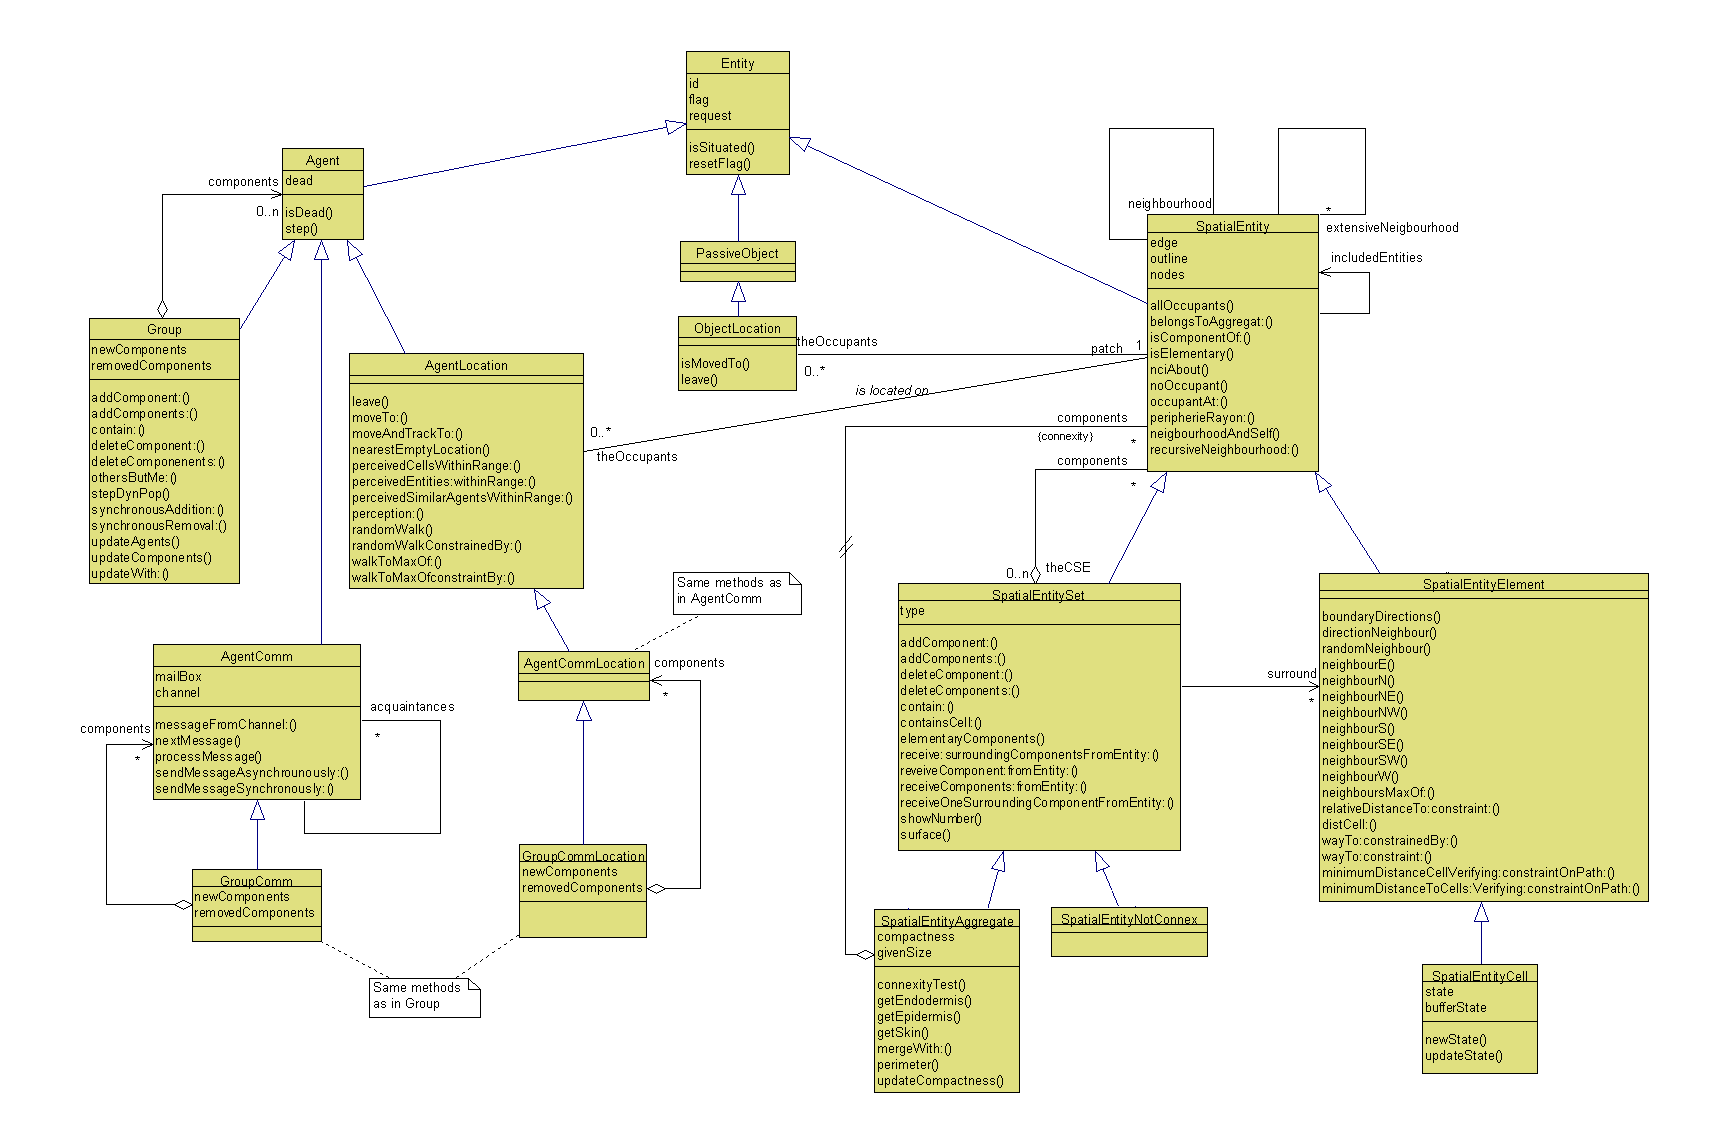 Entity
id
flag
request
isSituated()
resetFlag()
Agent
dead
isDead()
step()
components
0..n
PassiveObject
ObjectLocation
isMovedTo()
leave()
theOccupants
0..*
patch
1
is located on
0..*
theOccupants
neighbourhood
*
extensiveNeigbourhood
includedEntities
SpatialEntity
edge
outline
nodes
allOccupants()
belongsToAggregat:()
isComponentOf:()
isElementary()
nciAbout()
noOccupant()
occupantAt:()
peripherieRayon:()
neigbourhoodAndSelf()
recursiveNeighbourhood:()
components
{connexity}
*
components
*
0..n
theCSE
Group
newComponents
removedComponents
addComponent:()
addComponents:()
contain:()
deleteComponent:()
deleteComponenents:()
othersButMe:()
stepDynPop()
synchronousAddition:()
synchronousRemoval:()
updateAgents()
updateComponents()
updateWith:()
AgentLocation
leave()
moveTo:()
moveAndTrackTo:()
nearestEmptyLocation()
perceivedCellsWithinRange:()
perceivedEntities:withinRange:()
perceivedSimilarAgentsWithinRange:()
perception:()
randomWalk()
randomWalkConstrainedBy:()
walkToMaxOf:()
walkToMaxOfconstraintBy:()
Same methods as
in AgentComm
AgentComm
mailBox
channel
messageFromChannel:()
nextMessage()
processMessage()
sendMessageAsynchrounously:()
sendMessageSynchronously:()
components
*
acquaintances
*
AgentCommLocation
components
*
GroupComm
newComponents
removedComponents
GroupCommLocation
newComponents
removedComponents
Same methods
as in Group
SpatialEntitySet
type
addComponent:()
addComponents:()
deleteComponent:()
deleteComponents:()
contain:()
containsCell:()
elementaryComponents()
receive:surroundingComponentsFromEntity:()
reveiveComponent:fromEntity:()
receiveComponents:fromEntity:()
receiveOneSurroundingComponentFromEntity:()
showNumber()
surface()
surround
*
SpatialEntityElement
boundaryDirections()
directionNeighbour()
randomNeighbour()
neighbourE()
neighbourN()
neighbourNE()
neighbourNW()
neighbourS()
neighbourSE()
neighbourSW()
neighbourW()
neighboursMaxOf:()
relativeDistanceTo:constraint:()
distCell:()
wayTo:constrainedBy:()
wayTo:constraint:()
minimumDistanceCellVerifying:constraintOnPath:()
minimumDistanceToCells:Verifying:constraintOnPath:()
SpatialEntityAggregate
compactness
givenSize
connexityTest()
getEndodermis()
getEpidermis()
getSkin()
mergeWith:()
perimeter()
updateCompactness()
SpatialEntityNotConnex
SpatialEntityCell
state
bufferState
newState()
updateState()